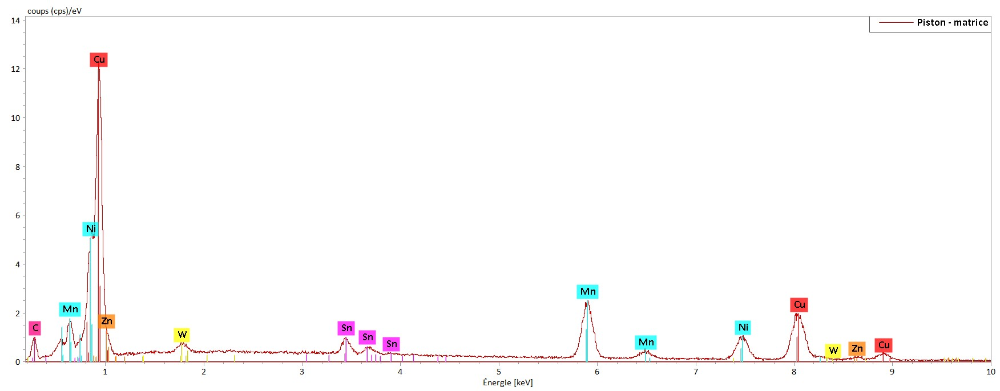 coups (cps)/eV
Piston - matrice
14
12
10
8
6
4
2
0
C
Mn
Ni
Cu
Zn
W
Sn
Sn
Sn
Mn
Mn
Ni
Cu
W
Zn
Cu
1 2 3 4 5 6 7 8 9 10
Énergie [keV]